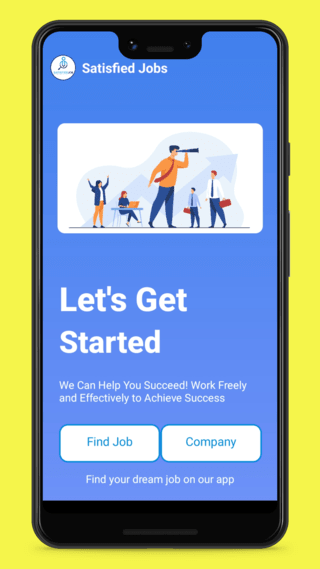 Satisfied Jobs
Let's Get
Started
We Can Help You Succeed! Work Freely
and Effectively to Achieve Success
Find Job
Company
Find your dream job on our app